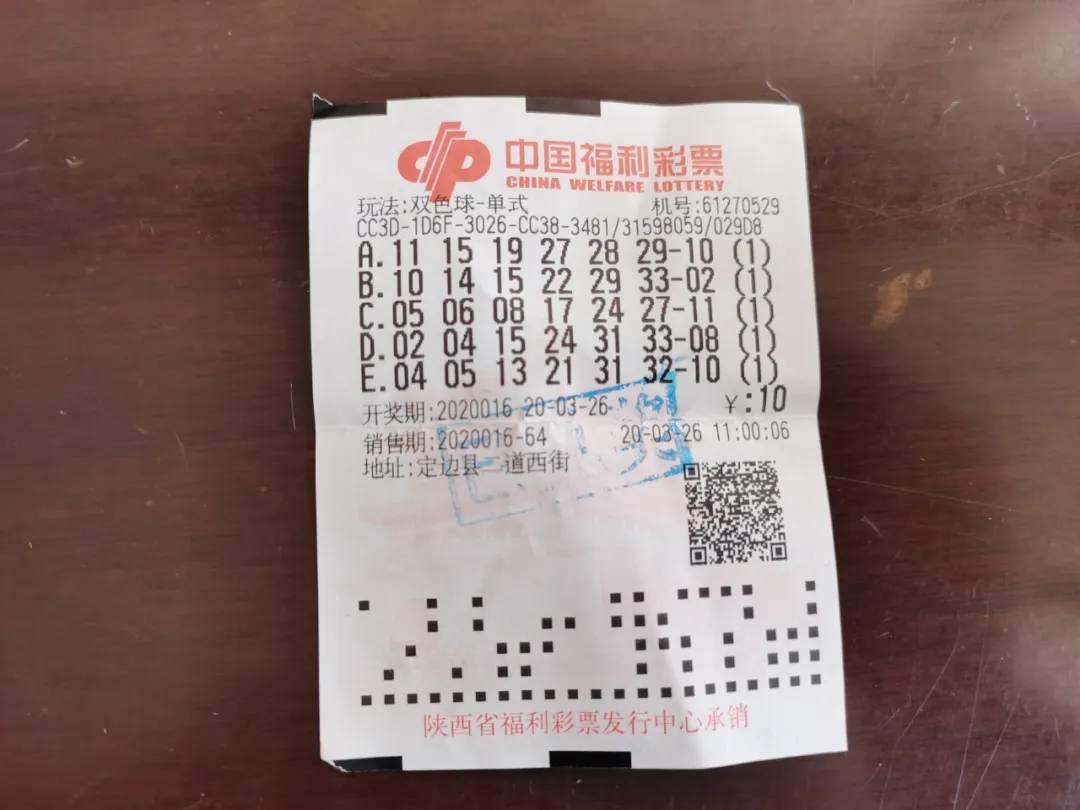 中国福利彩票
CHINA WELFARE LOTTERY
玩法:双色球-单式 机号:61270529
CC3D-1D6F-3026-CC38-3481/31598059/029D8
A.11 15 19 27 28 29-10 (1)
B.10 14 15 22 29 33-02 (1)
C.05 06 08 17 24 27-11 (1)
D.02 04 15 24 31 33-08 (1)
E.04 05 13 21 31 32-10 (1)
开奖期:2020016 20-03-26 ¥:10
销售期:2020016-64 20-03-26 11:00:06
地址:定边县二道西街
陕西省福利彩票发行中心承销